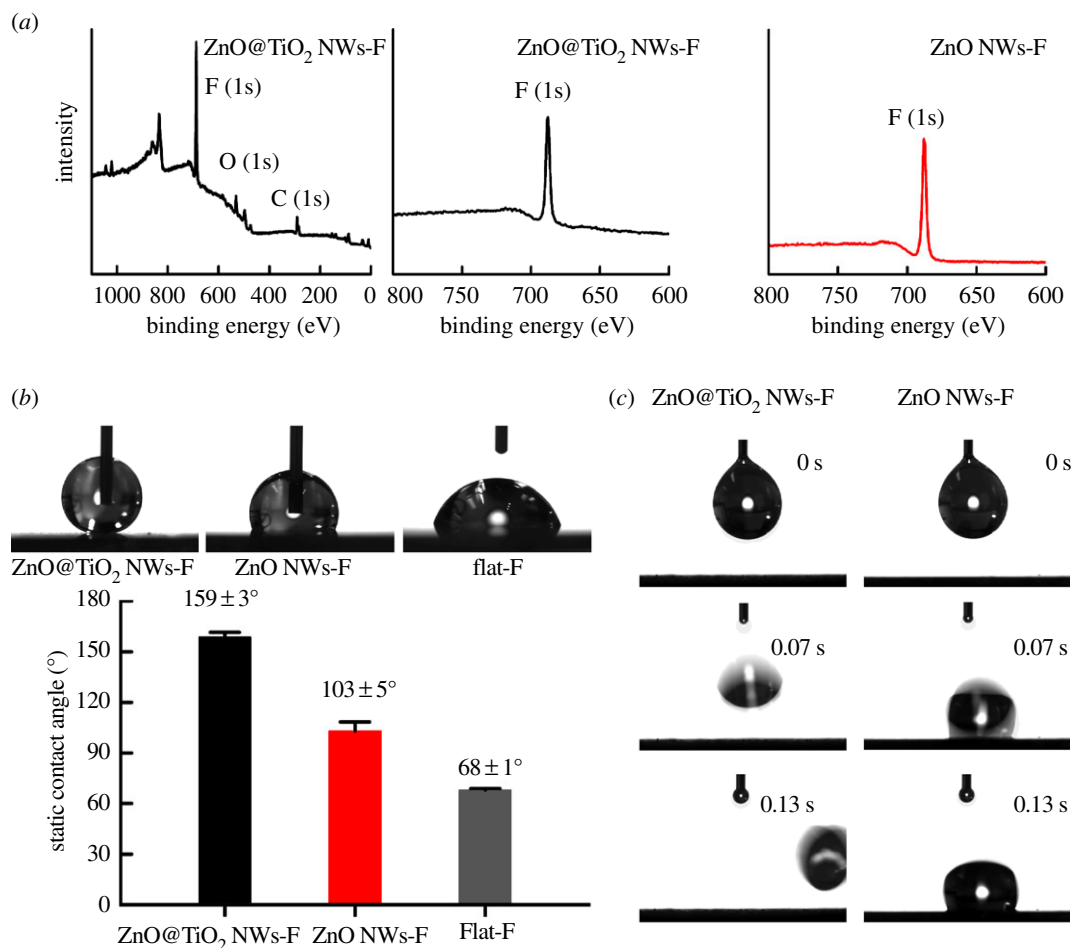 (a)
ZnO@TiO₂ NWs-F
F (1s)
O (1s)
C (1s)
intensity
1000 800 600 400 200 0
binding energy (eV)
ZnO@TiO₂ NWs-F
F (1s)
800 750 700 650 600
binding energy (eV)
ZnO NWs-F
F (1s)
800 750 700 650 600
binding energy (eV)
(b)
ZnO@TiO₂ NWs-F
ZnO NWs-F
flat-F
static contact angle (°)
180
150
120
90
60
30
0
159 ± 3°
103 ± 5°
68 ± 1°
ZnO@TiO₂ NWs-F
ZnO NWs-F
Flat-F
(c)
ZnO@TiO₂ NWs-F
ZnO NWs-F
0 s
0 s
0.07 s
0.07 s
0.13 s
0.13 s